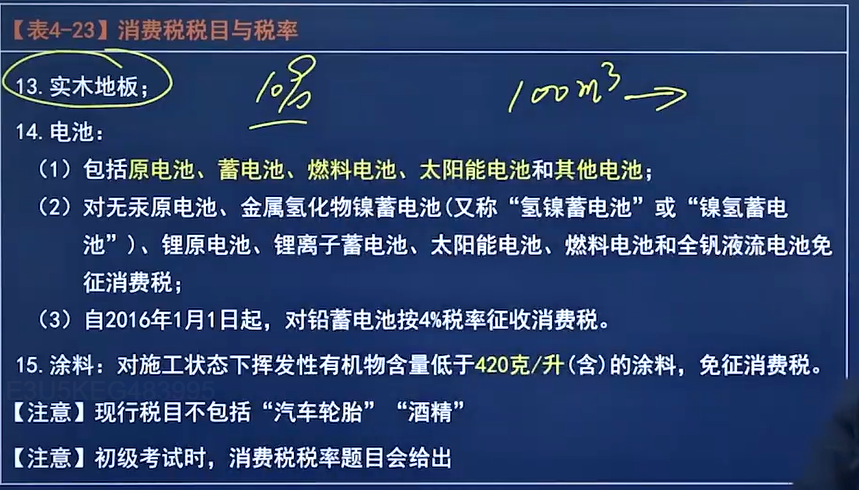 【表4-23】消费税税目与税率
13.实木地板；
100m³→
14.电池：
（1）包括原电池、蓄电池、燃料电池、太阳能电池和其他电池；
（2）对无汞原电池、金属氢化物镍蓄电池(又称“氢镍蓄电池”或“镍氢蓄电
池”)、锂原电池、锂离子蓄电池、太阳能电池、燃料电池和全钒液流电池免
征消费税；
（3）自2016年1月1日起，对铅蓄电池按4%税率征收消费税。
15.涂料：对施工状态下挥发性有机物含量低于420克/升(含)的涂料，免征消费税。
E3U5KEG483995
【注意】现行税目不包括“汽车轮胎”“酒精”
【注意】初级考试时，消费税税率题目会给出